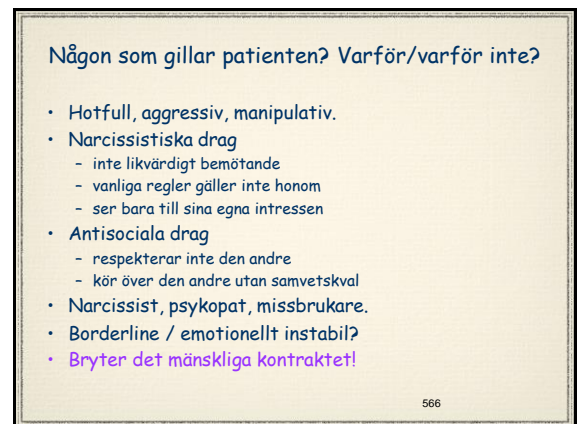 Någon som gillar patienten? Varför/varför inte?
• Hotfull, aggressiv, manipulativ.
• Narcissistiska drag
– inte likvärdigt bemötande
– vanliga regler gäller inte honom
– ser bara till sina egna intressen
• Antisociala drag
– respekterar inte den andre
– kör över den andre utan samvetskval
• Narcissist, psykopat, missbrukare.
• Borderline / emotionellt instabil?
• Bryter det mänskliga kontraktet!
566